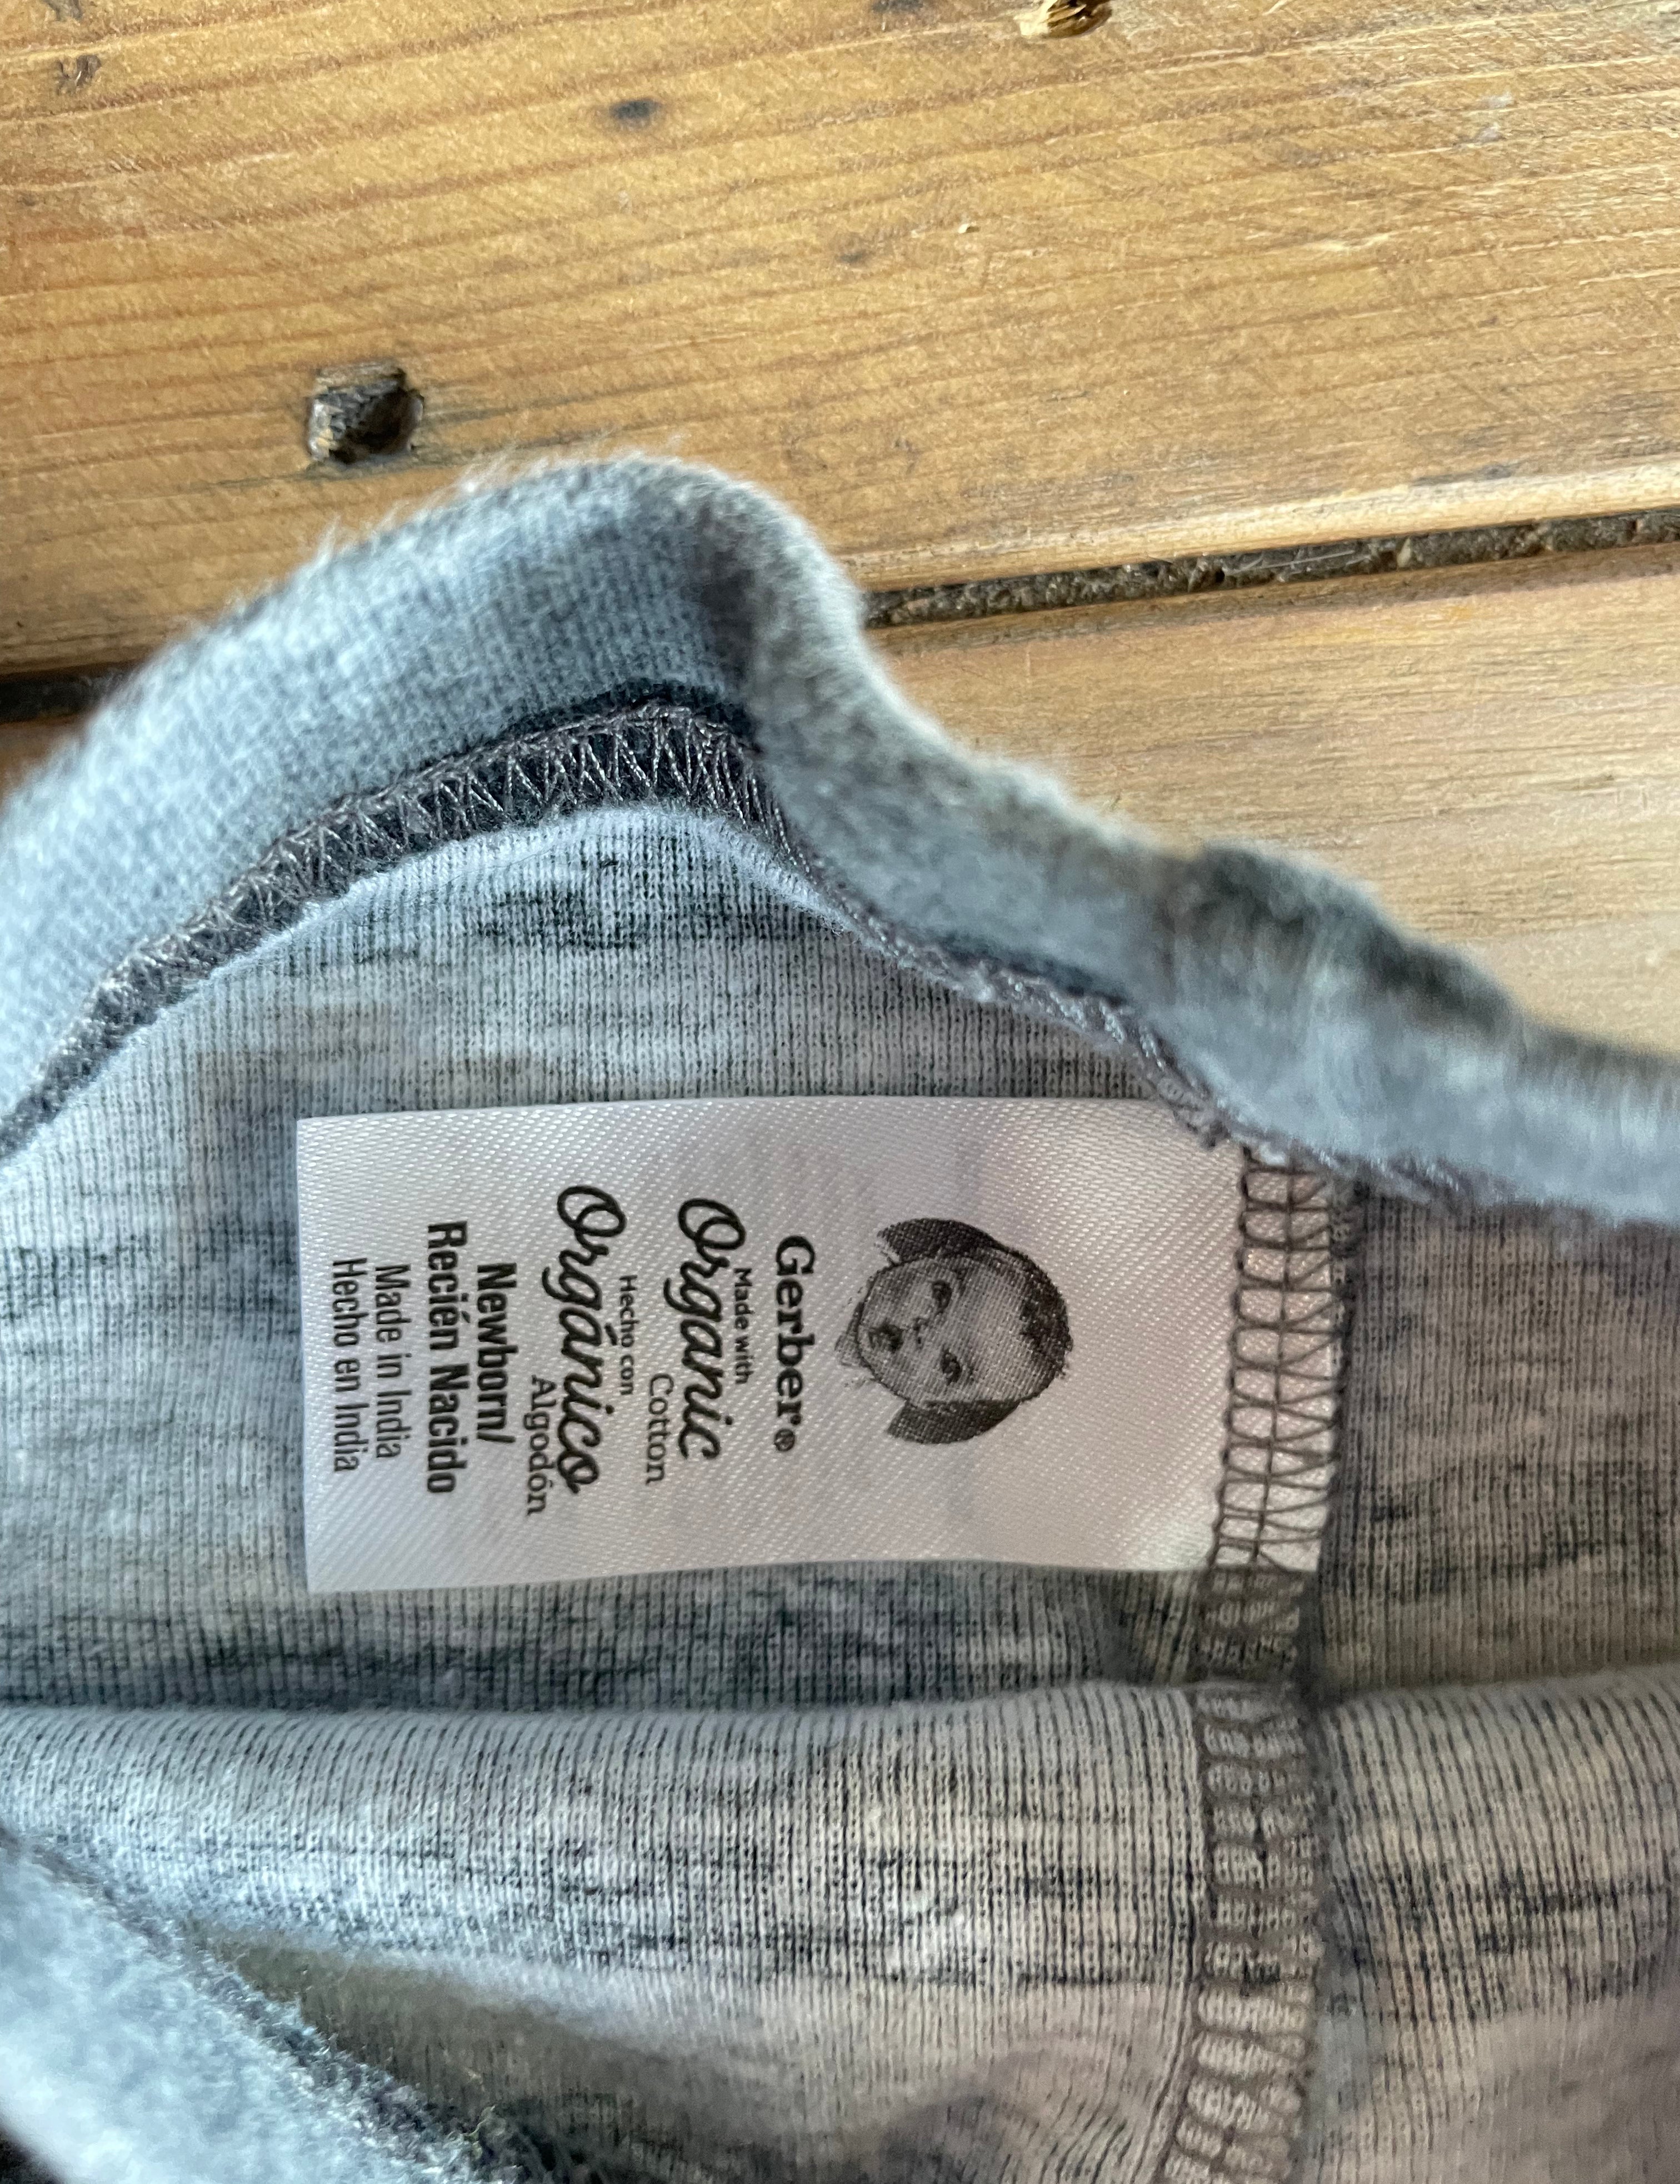 Gerber®
Made with
Organic
Cotton
Hecho con
Orgánico
Algodón
Newborn/
Recién Nacido
Made in India
Hecho en India